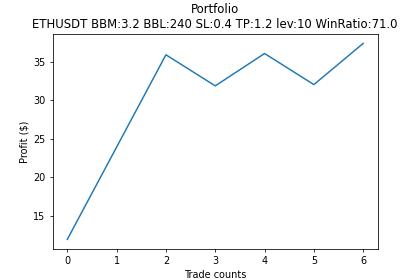 Portfolio
ETHUSDT BBM:3.2 BBL:240 SL:0.4 TP:1.2 lev:10 WinRatio:71.0
Profit ($)
35
30
25
20
15
0 1 2 3 4 5 6
Trade counts